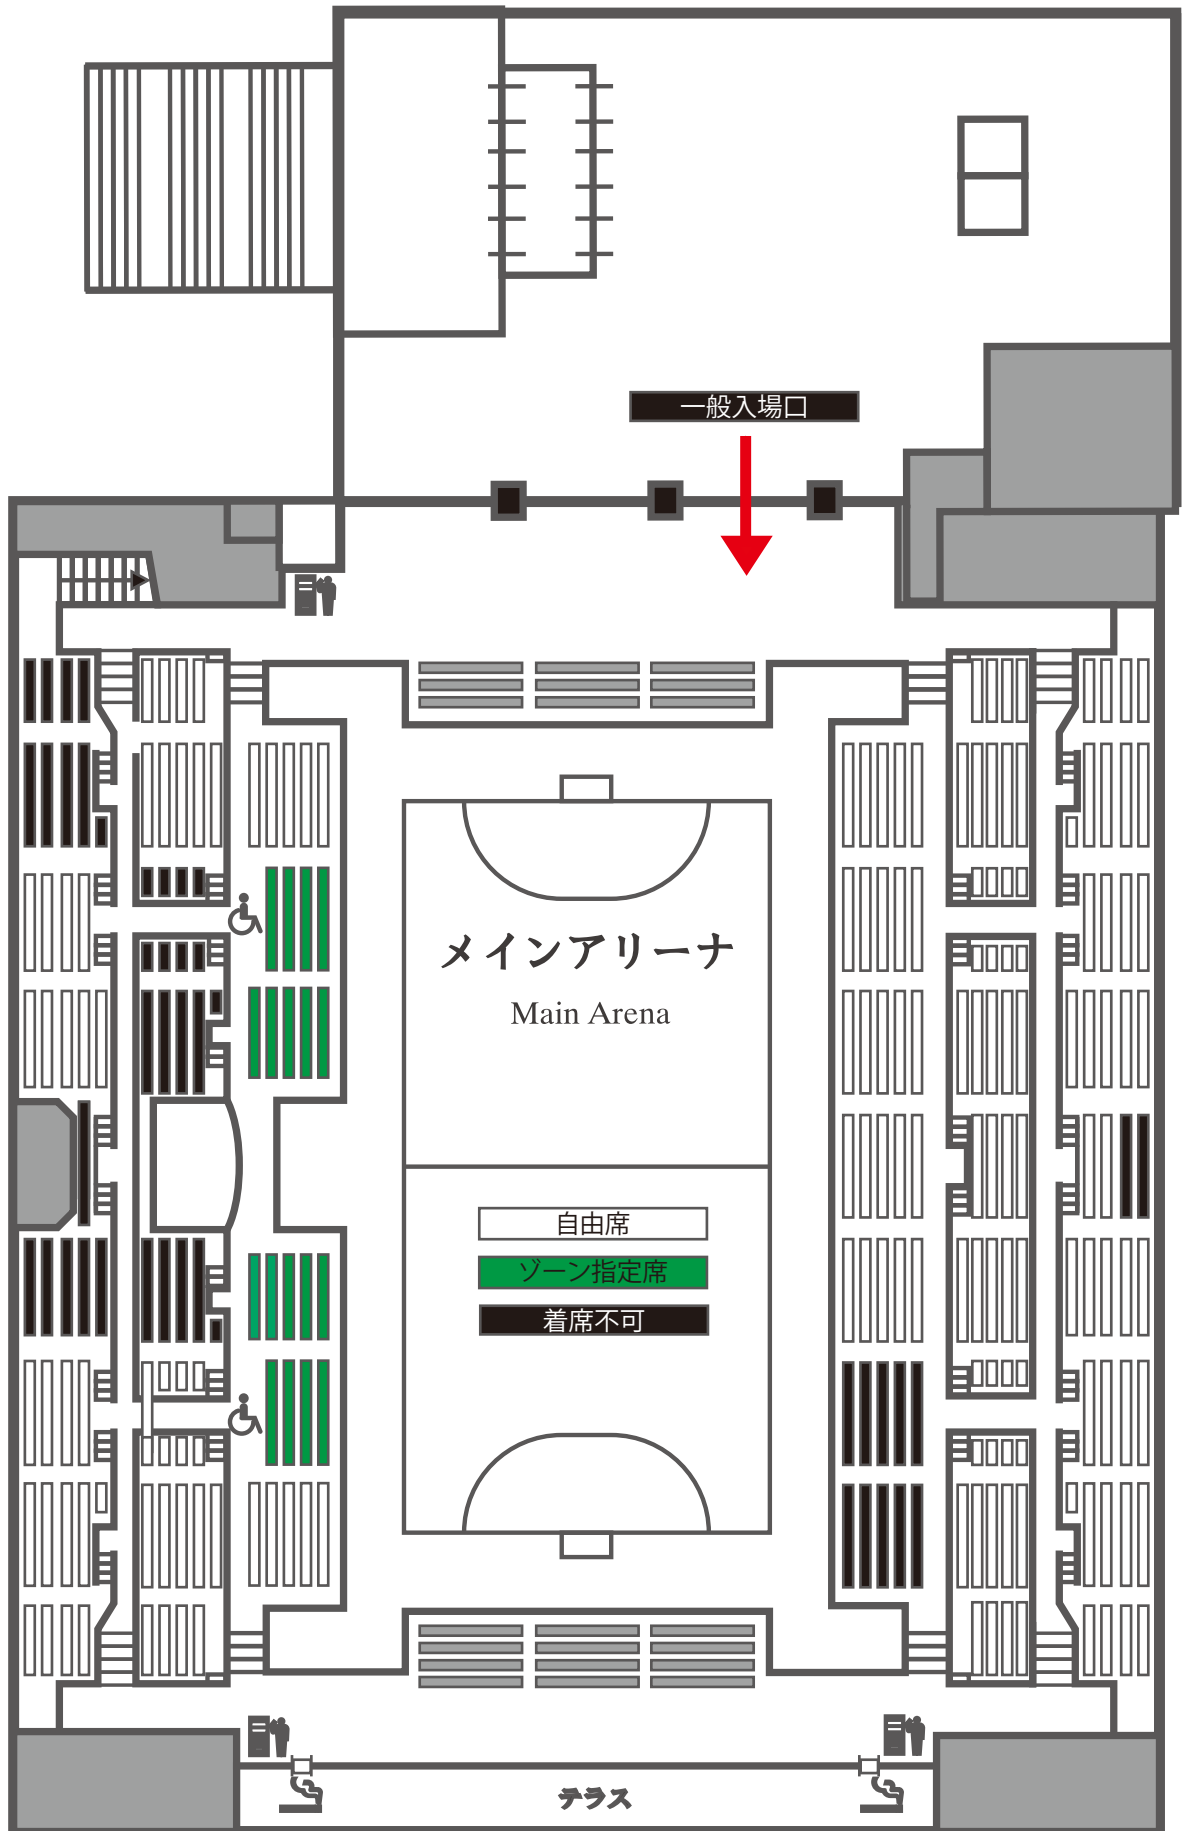 一般入場口
メインアリーナ
Main Arena
自由席
ゾーン指定席
着席不可
テラス